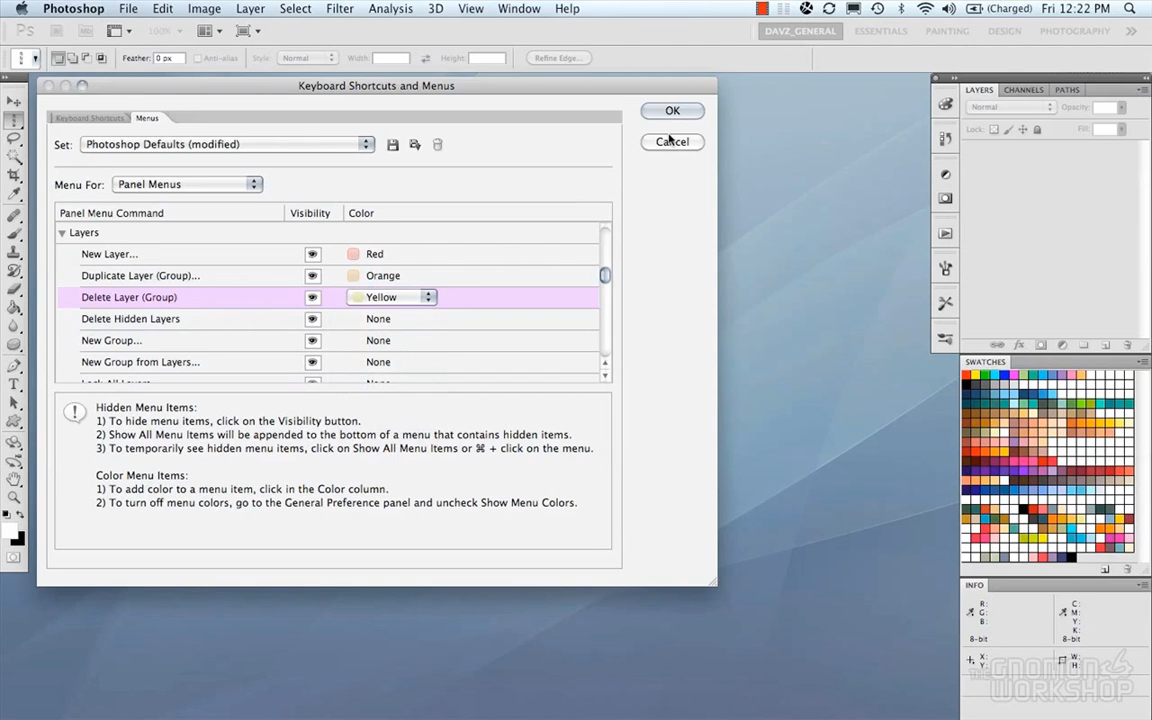 Photoshop File Edit Image Layer Select Filter Analysis 3D View Window Help (Charged) Fri 12:22 PM
Ps Br Mb 100% DAVZ_GENERAL ESSENTIALS PAINTING DESIGN PHOTOGRAPHY
Feather: 0 px Anti-alias Style: Normal Width: Height: Refine Edge...
Keyboard Shortcuts and Menus
Keyboard Shortcuts Menus
OK
Cancel
Set: Photoshop Defaults (modified)
Menu For: Panel Menus
Panel Menu Command Visibility Color
Layers
New Layer... Red
Duplicate Layer (Group)... Orange
Delete Layer (Group) Yellow
Delete Hidden Layers None
New Group... None
New Group from Layers... None
Hidden Menu Items:
1) To hide menu items, click on the Visibility button.
2) Show All Menu Items will be appended to the bottom of a menu that contains hidden items.
3) To temporarily see hidden menu items, click on Show All Menu Items or ⌘ + click on the menu.
Color Menu Items:
1) To add color to a menu item, click in the Color column.
2) To turn off menu colors, go to the General Preference panel and uncheck Show Menu Colors.
LAYERS CHANNELS PATHS
Normal Opacity:
Lock: Fill:
SWATCHES
INFO
R: C:
G: M:
B: Y:
K:
8-bit 8-bit
X: W:
Y: H:
THE GNOMON WORKSHOP